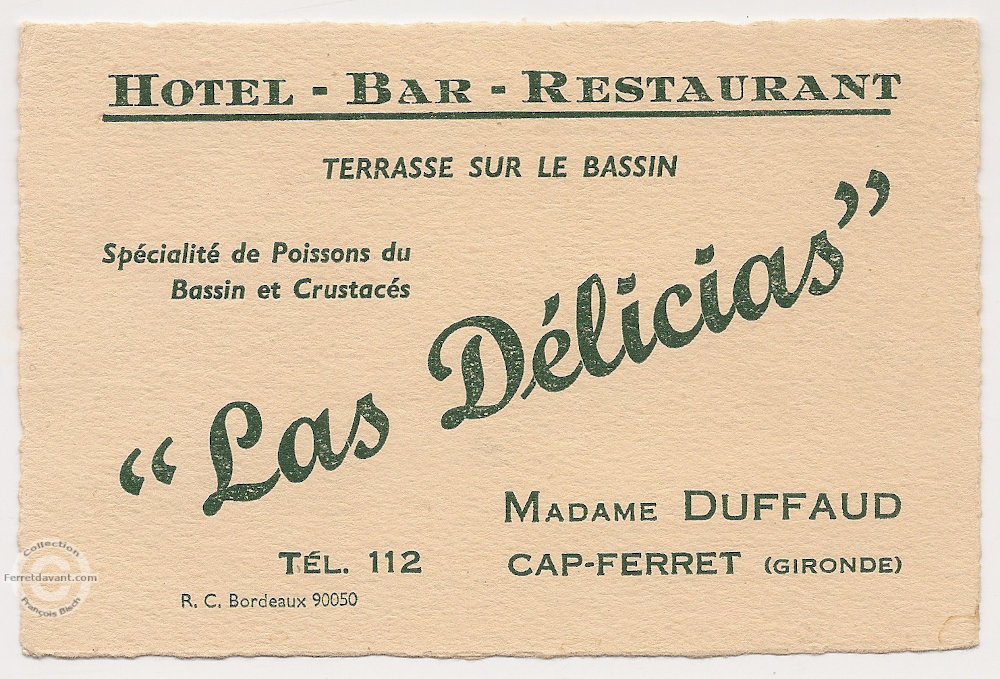 HOTEL - BAR - RESTAURANT
TERRASSE SUR LE BASSIN
Spécialité de Poissons du
Bassin et Crustacés
“Las Délicias”
MADAME DUFFAUD
TÉL. 112
CAP-FERRET (GIRONDE)
R. C. Bordeaux 90050
Collection
Ferretdavant.com
François Bisch